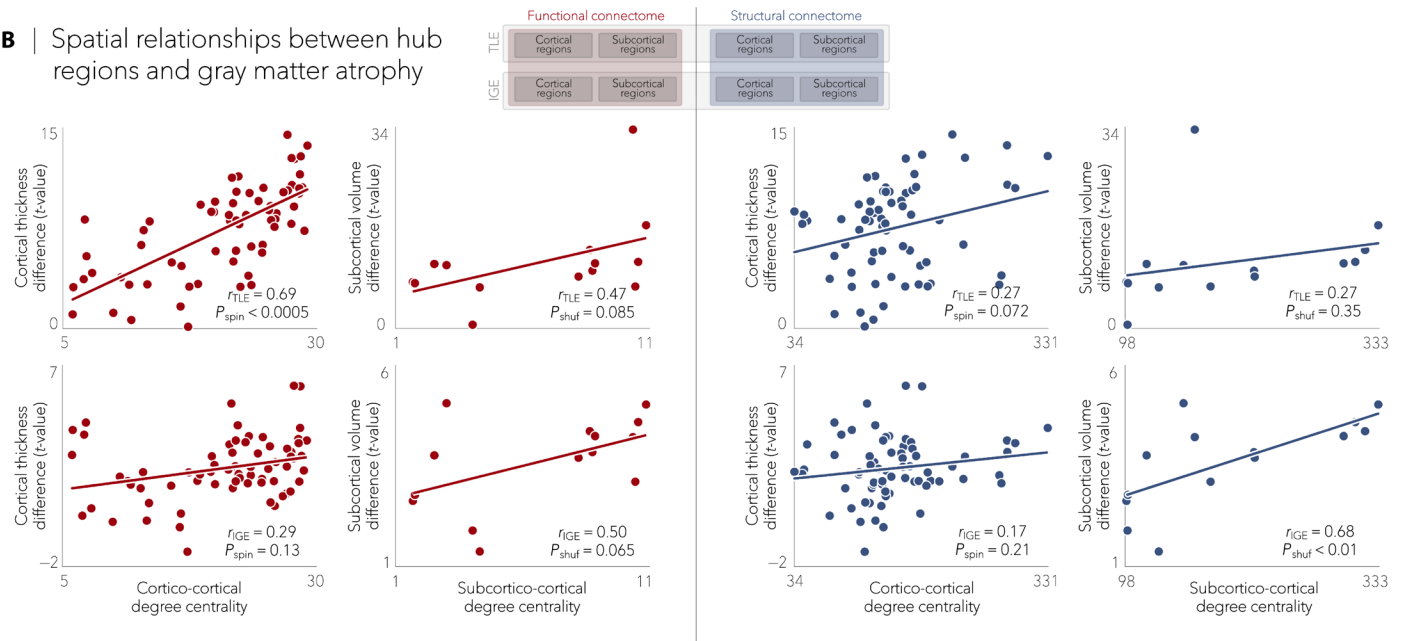 B | Spatial relationships between hub
regions and gray matter atrophy
Functional connectome
Structural connectome
TLE
Cortical
regions
Subcortical
regions
Cortical
regions
Subcortical
regions
IGE
Cortical
regions
Subcortical
regions
Cortical
regions
Subcortical
regions
Cortical thickness
difference (t-value)
15
0
5
30
rTLE = 0.69
Pspin < 0.0005
Subcortical volume
difference (t-value)
34
0
1
11
rTLE = 0.47
Pshuf = 0.085
Cortical thickness
difference (t-value)
15
0
34
331
rTLE = 0.27
Pspin = 0.072
Subcortical volume
difference (t-value)
34
0
98
333
rTLE = 0.27
Pshuf = 0.35
Cortical thickness
difference (t-value)
7
−2
5
30
rIGE = 0.29
Pspin = 0.13
Cortico-cortical
degree centrality
Subcortical volume
difference (t-value)
6
1
1
11
rIGE = 0.50
Pshuf = 0.065
Subcortico-cortical
degree centrality
Cortical thickness
difference (t-value)
7
−2
34
331
rIGE = 0.17
Pspin = 0.21
Cortico-cortical
degree centrality
Subcortical volume
difference (t-value)
6
1
98
333
rIGE = 0.68
Pshuf < 0.01
Subcortico-cortical
degree centrality